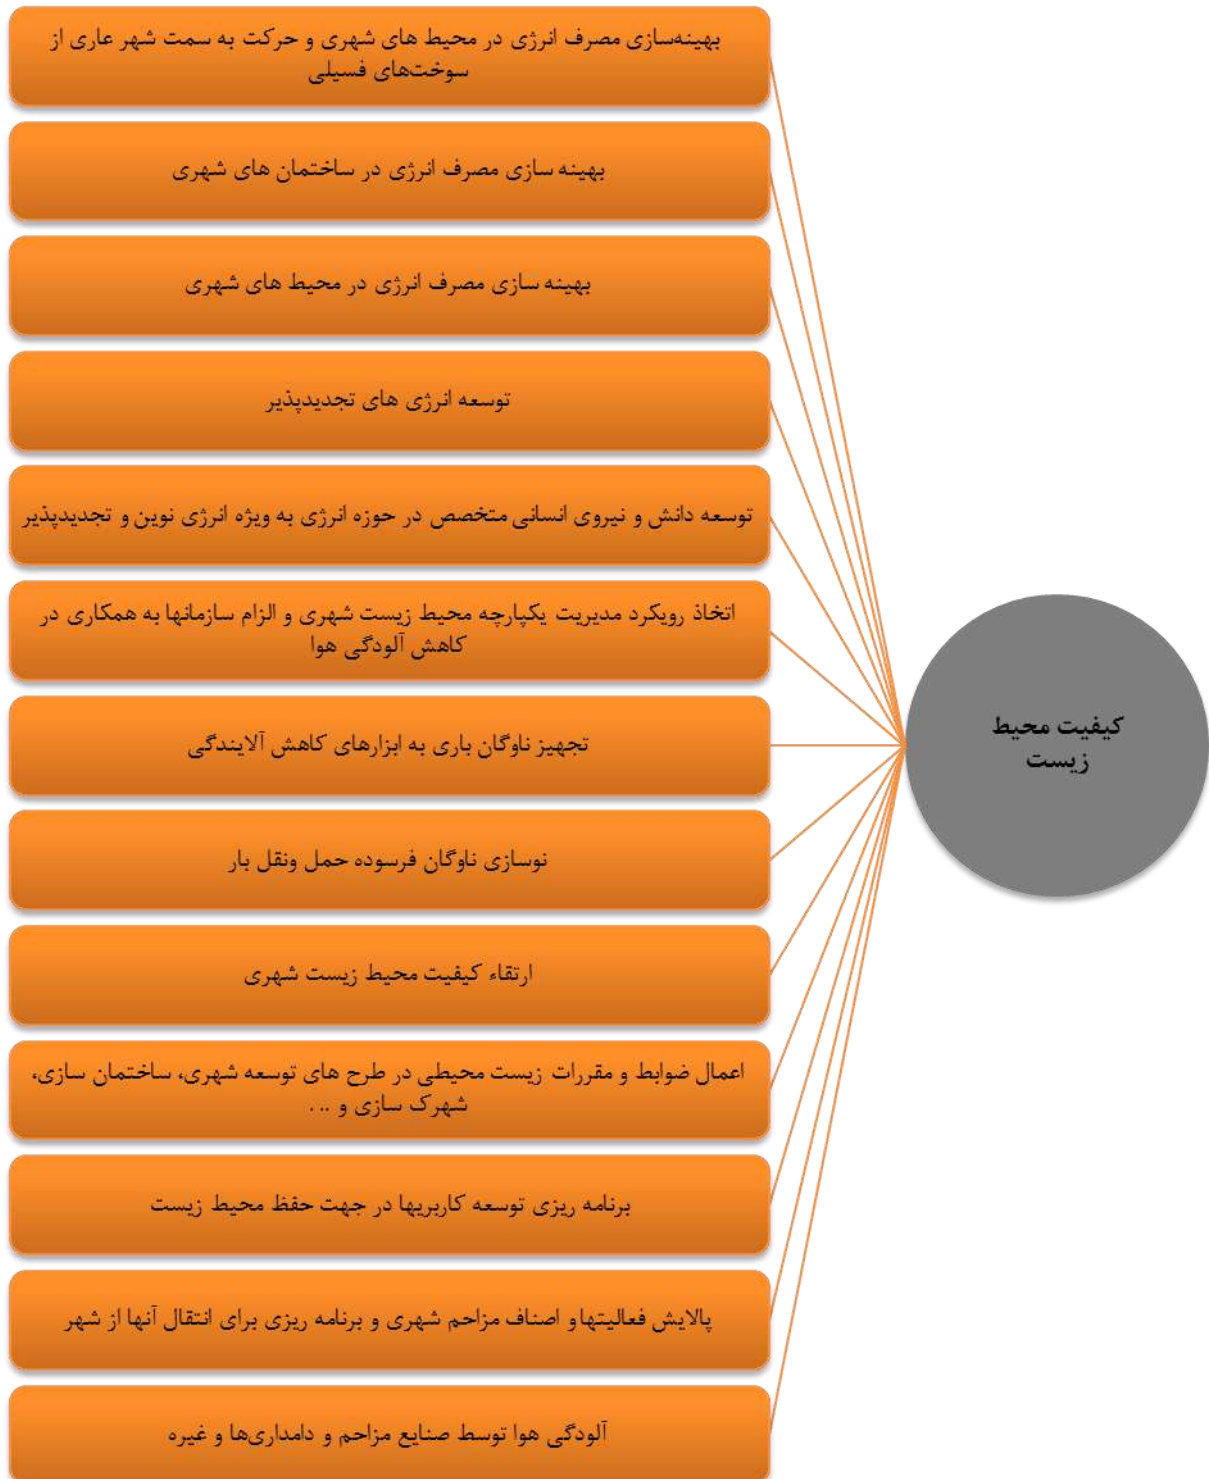 بهینه‌سازی مصرف انرژی در محیط های شهری و حرکت به سمت شهر عاری از
سوخت‌های فسیلی
بهینه سازی مصرف انرژی در ساختمان های شهری
بهینه سازی مصرف انرژی در محیط های شهری
توسعه انرژی های تجدیدپذیر
توسعه دانش و نیروی انسانی متخصص در حوزه انرژی به ویژه انرژی نوین و تجدیدپذیر
اتخاذ رویکرد مدیریت یکپارچه محیط زیست شهری و الزام سازمانها به همکاری در
کاهش آلودگی هوا
تجهیز ناوگان باری به ابزارهای کاهش آلایندگی
نوسازی ناوگان فرسوده حمل ونقل بار
ارتقاء کیفیت محیط زیست شهری
اعمال ضوابط و مقررات زیست محیطی در طرح های توسعه شهری، ساختمان سازی،
شهرک سازی و ...
برنامه ریزی توسعه کاربریها در جهت حفظ محیط زیست
پالایش فعالیتها و اصناف مزاحم شهری و برنامه ریزی برای انتقال آنها از شهر
آلودگی هوا توسط صنایع مزاحم و دامداری‌ها و غیره
کیفیت محیط
زیست